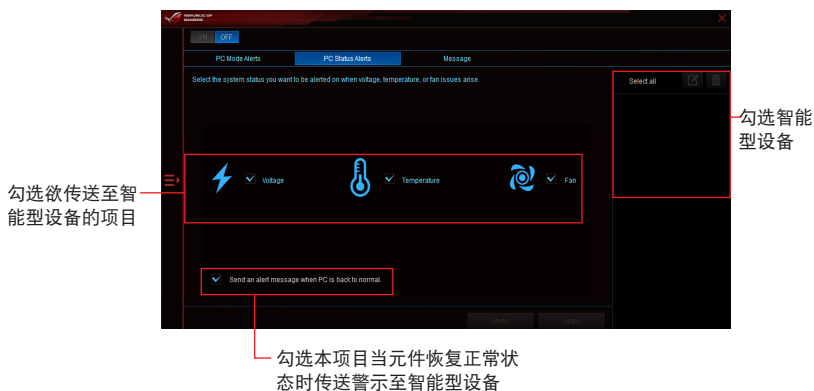 REPUBLIC OF
GAMERS
ON OFF
PC Mode Alerts PC Status Alerts Message
Select the system status you want to be alerted on when voltage, temperature, or fan issues arise.
Select all
勾选智能
型设备
Voltage Temperature Fan
勾选欲传送至智
能型设备的项目
Send an alert message when PC is back to normal.
Undo Apply
勾选本项目当元件恢复正常状
态时传送警示至智能型设备